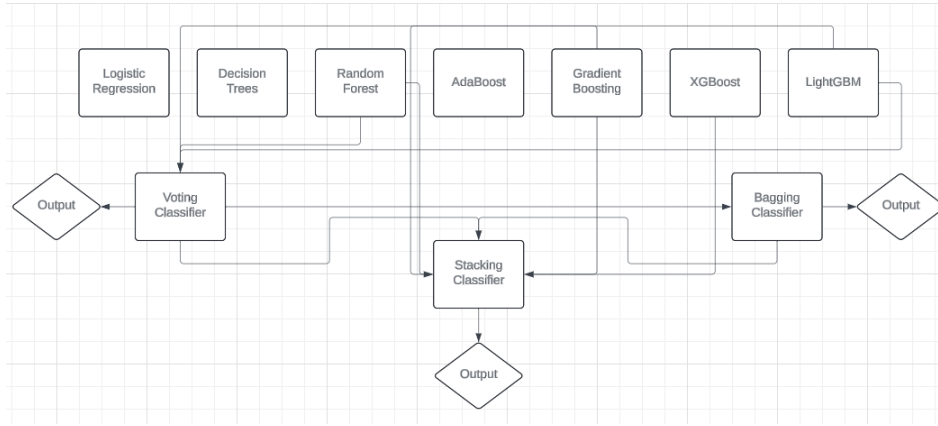 Logistic
Regression
Decision
Trees
Random
Forest
AdaBoost
Gradient
Boosting
XGBoost
LightGBM
Output
Voting
Classifier
Bagging
Classifier
Output
Stacking
Classifier
Output